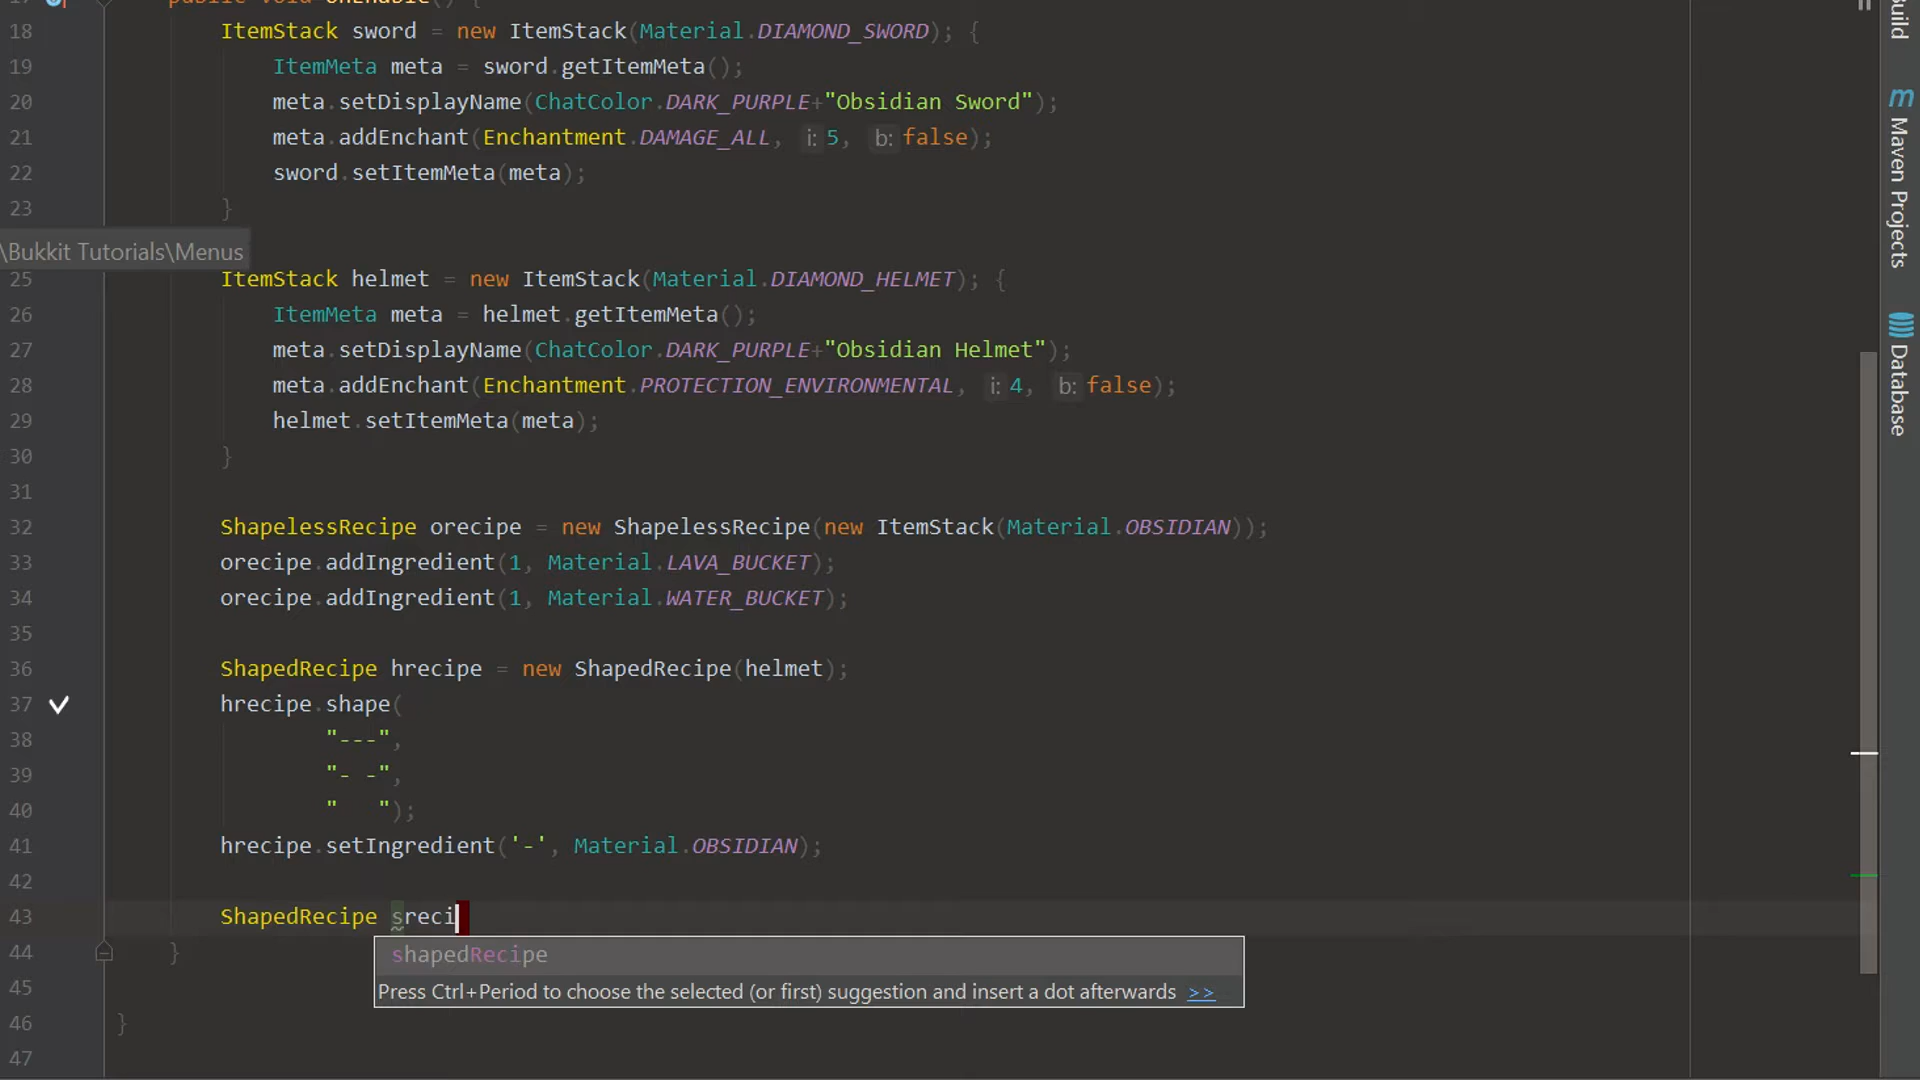 17 public void onEnable() {
18 ItemStack sword = new ItemStack(Material.DIAMOND_SWORD); {
19 ItemMeta meta = sword.getItemMeta();
20 meta.setDisplayName(ChatColor.DARK_PURPLE+"Obsidian Sword");
21 meta.addEnchant(Enchantment.DAMAGE_ALL, i: 5, b: false);
22 sword.setItemMeta(meta);
23 }
\Bukkit Tutorials\Menus
25 ItemStack helmet = new ItemStack(Material.DIAMOND_HELMET); {
26 ItemMeta meta = helmet.getItemMeta();
27 meta.setDisplayName(ChatColor.DARK_PURPLE+"Obsidian Helmet");
28 meta.addEnchant(Enchantment.PROTECTION_ENVIRONMENTAL, i: 4, b: false);
29 helmet.setItemMeta(meta);
30 }
31
32 ShapelessRecipe orecipe = new ShapelessRecipe(new ItemStack(Material.OBSIDIAN));
33 orecipe.addIngredient(1, Material.LAVA_BUCKET);
34 orecipe.addIngredient(1, Material.WATER_BUCKET);
35
36 ShapedRecipe hrecipe = new ShapedRecipe(helmet);
37 hrecipe.shape(
38 "---",
39 "- -",
40 "   ");
41 hrecipe.setIngredient('-', Material.OBSIDIAN);
42
43 ShapedRecipe sreci
shapedRecipe
44 }
Press Ctrl+Period to choose the selected (or first) suggestion and insert a dot afterwards >>
45
46 }
47
Build
m Maven Projects
Database